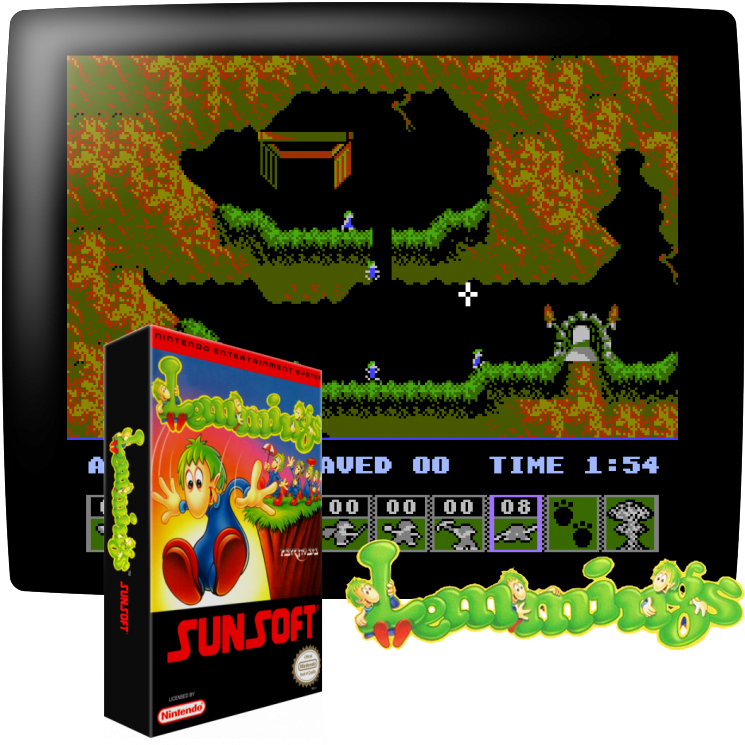 A
AVED 00 TIME 1:54
00
00
00
08
NINTENDO ENTERTAINMENT SYSTEM
Lemmings
Lemmings
SUNSOFT
SUNSOFT
LICENSED BY
Nintendo
Lemmings